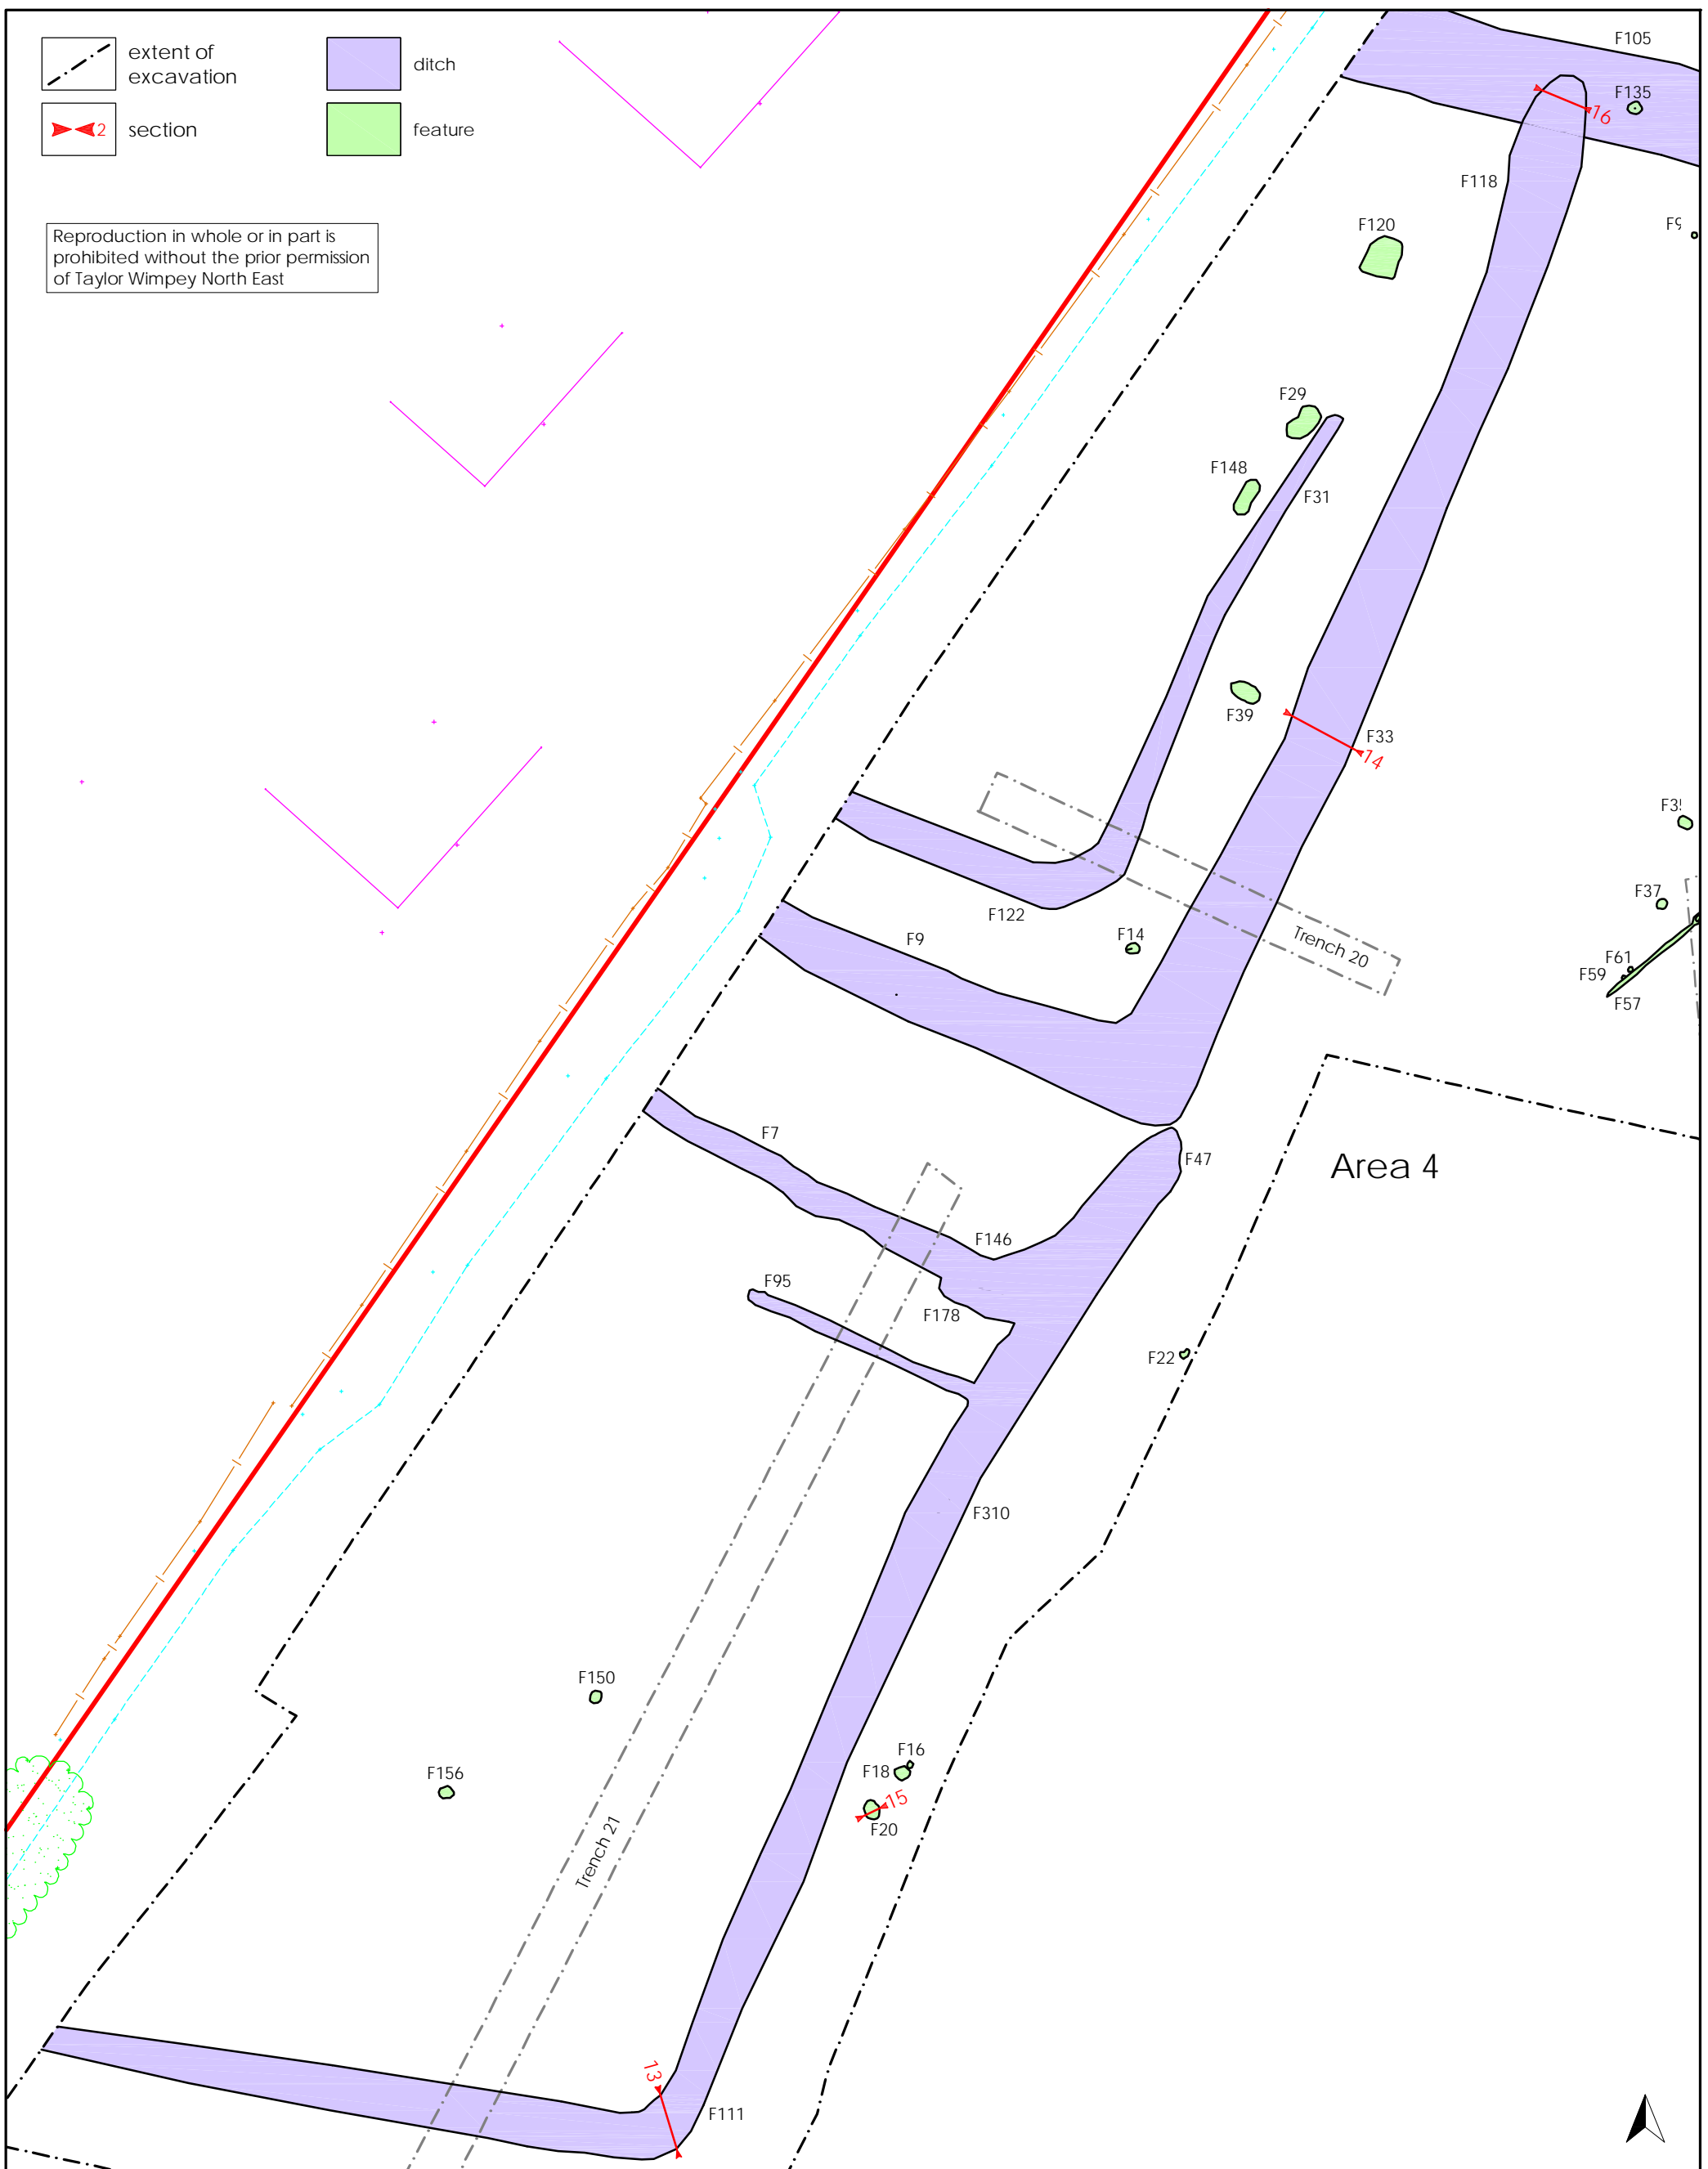 extent of
excavation
ditch
2
section
feature
Reproduction in whole or in part is
prohibited without the prior permission
of Taylor Wimpey North East
F105
F135
16
F118
F120
F29
F148
F31
F39
F33
14
F122
F9
F14
Trench 20
F37
F61
F59
F57
F7
F47
Area 4
F146
F95
F178
F22
F310
F150
F16
F18
F156
15
F20
Trench 21
13
F111